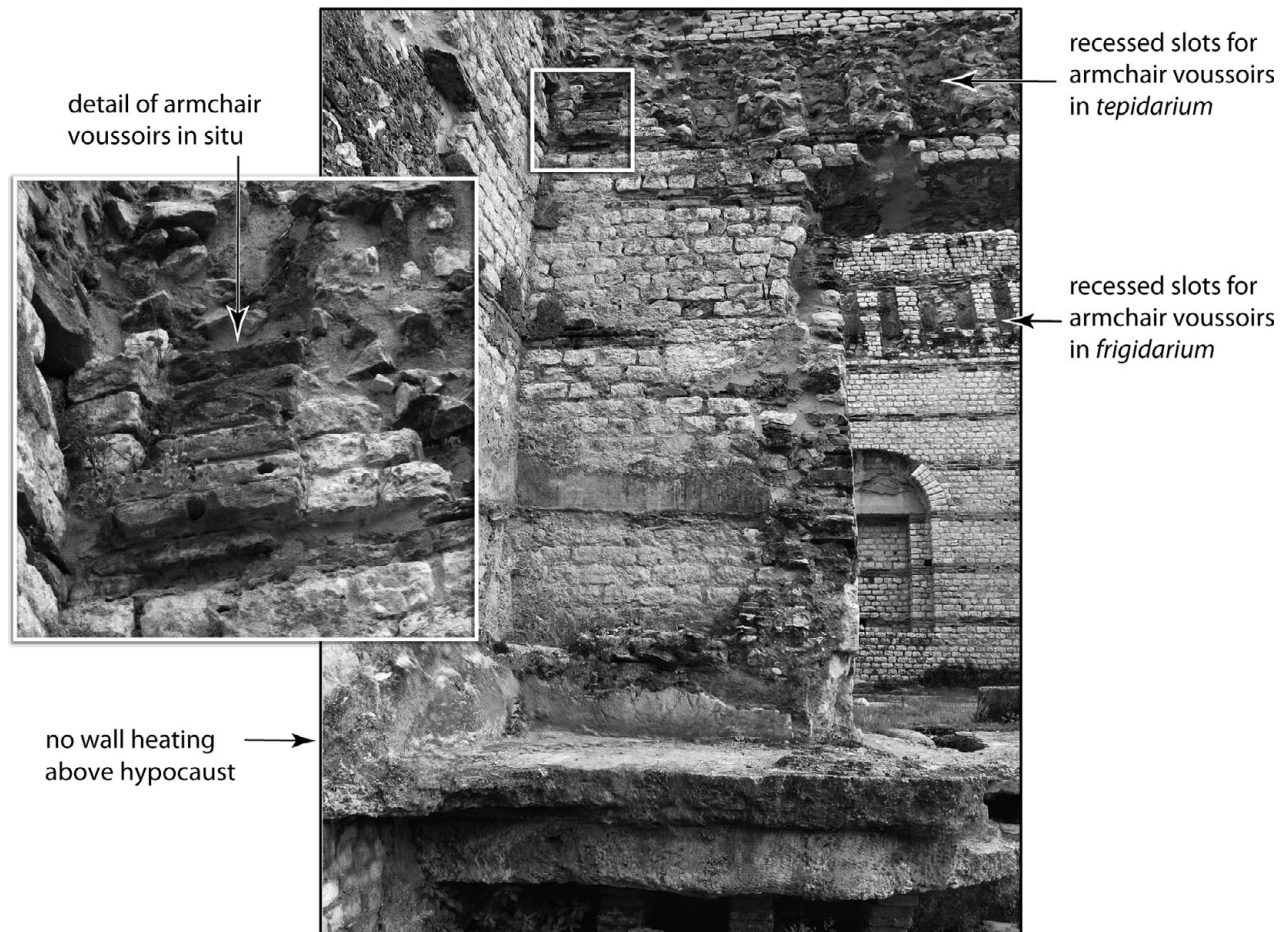 recessed slots for
armchair voussoirs
in tepidarium
detail of armchair
voussoirs in situ
recessed slots for
armchair voussoirs
in frigidarium
no wall heating
above hypocaust